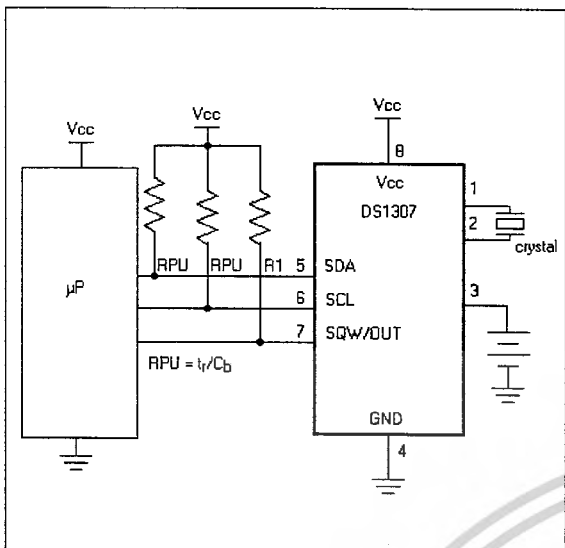 Vcc
Vcc
Vcc
8
Vcc
DS1307
1
2
crystal
RPU
RPU
R1
5
SDA
µP
6
SCL
3
7
SQW/OUT
RPU = tr/Cb
GND
4